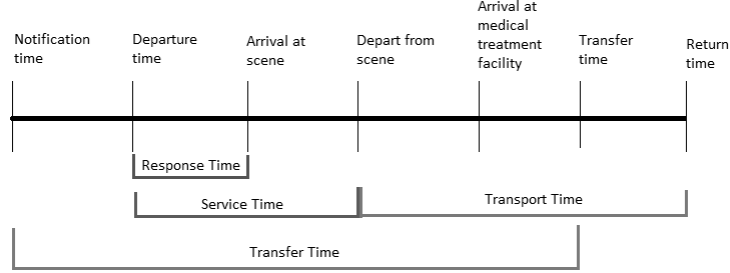 Notification
time
Departure
time
Arrival at
scene
Depart from
scene
Arrival at
medical
treatment
facility
Transfer
time
Return
time
Response Time
Service Time
Transport Time
Transfer Time